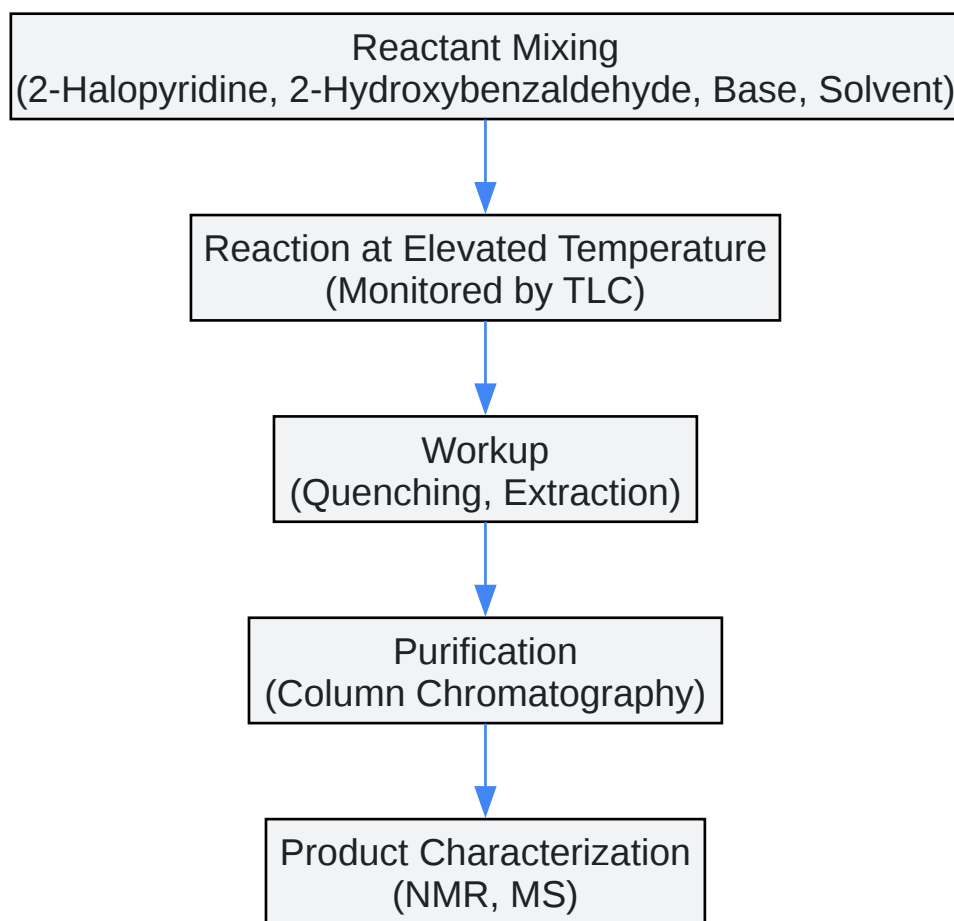 Reactant Mixing
(2-Halopyridine, 2-Hydroxybenzaldehyde, Base, Solvent)
Reaction at Elevated Temperature
(Monitored by TLC)
Workup
(Quenching, Extraction)
Purification
(Column Chromatography)
Product Characterization
(NMR, MS)